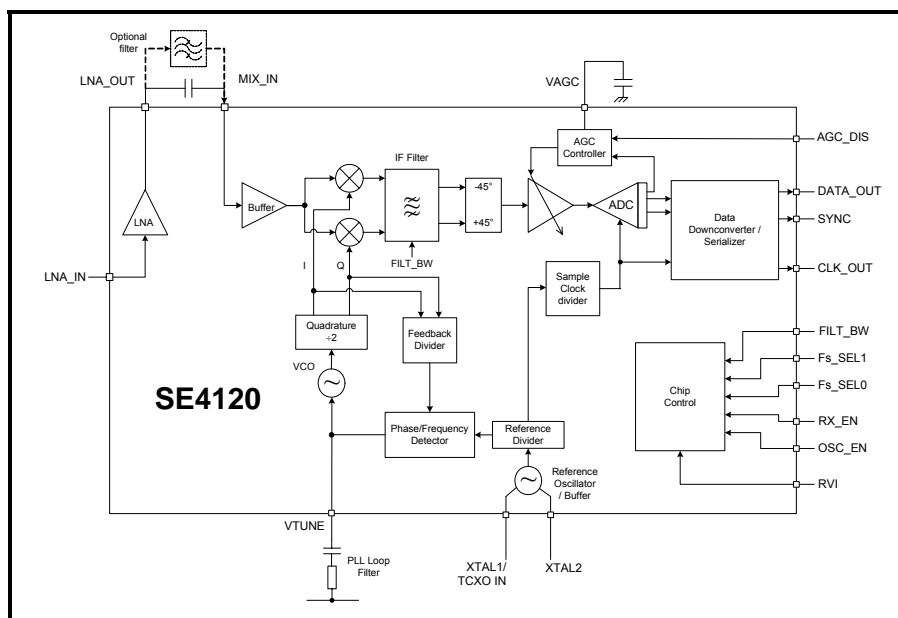 Optional
filter
LNA_OUT
MIX_IN
VAGC
AGC_DIS
AGC
Controller
IF Filter
-45°
+45°
DATA_OUT
SYNC
CLK_OUT
LNA
Buffer
ADC
Data
Downconverter /
Serializer
LNA_IN
I
Q
FILT_BW
Sample
Clock
divider
Quadrature
÷2
Feedback
Divider
VCO
SE4120
Phase/Frequency
Detector
Reference
Divider
Reference
Oscillator
/ Buffer
Chip
Control
FILT_BW
Fs_SEL1
Fs_SEL0
RX_EN
OSC_EN
RVI
VTUNE
PLL Loop
Filter
XTAL1/
TCXO IN
XTAL2